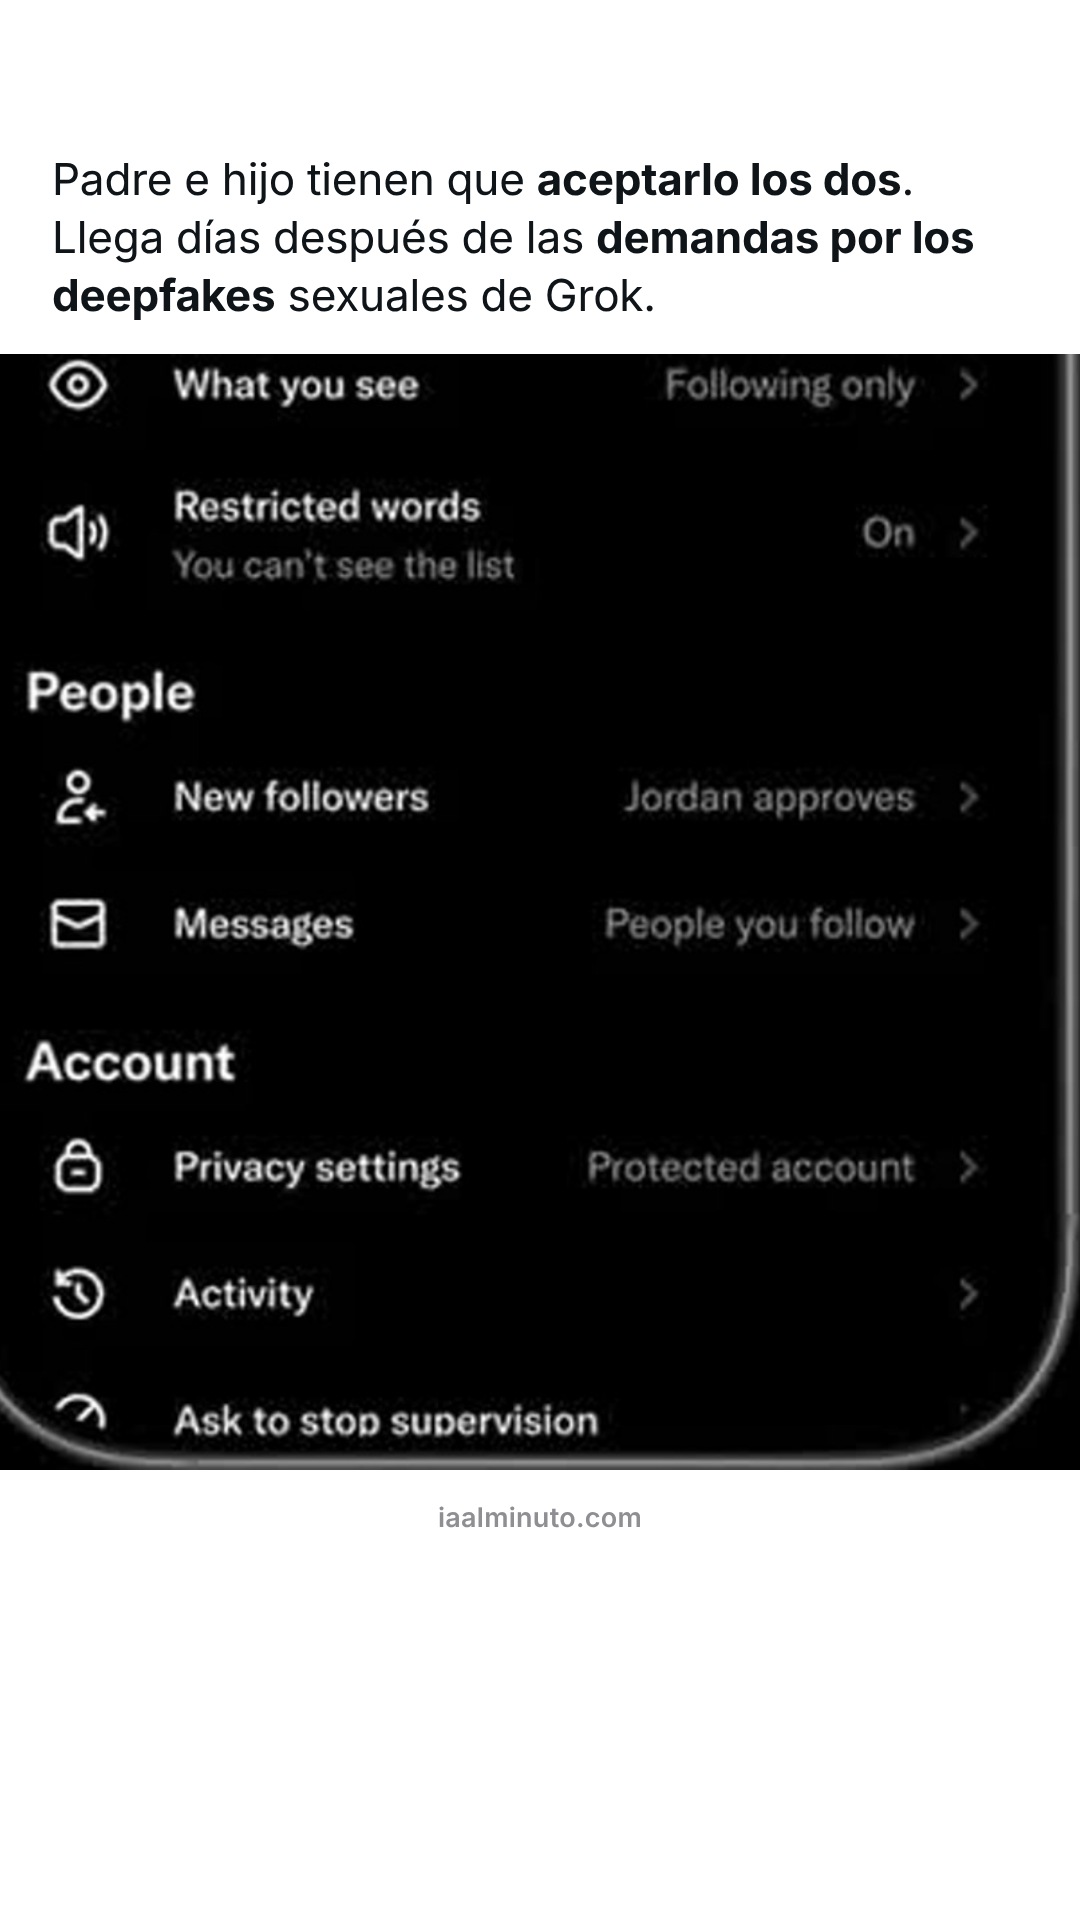 Padre e hijo tienen que aceptarlo los dos.
Llega días después de las demandas por los
deepfakes sexuales de Grok.
What you see Following only
Restricted words On
You can't see the list
People
New followers Jordan approves
Messages People you follow
Account
Privacy settings Protected account
Activity
Ask to stop supervision
iaalminuto.com